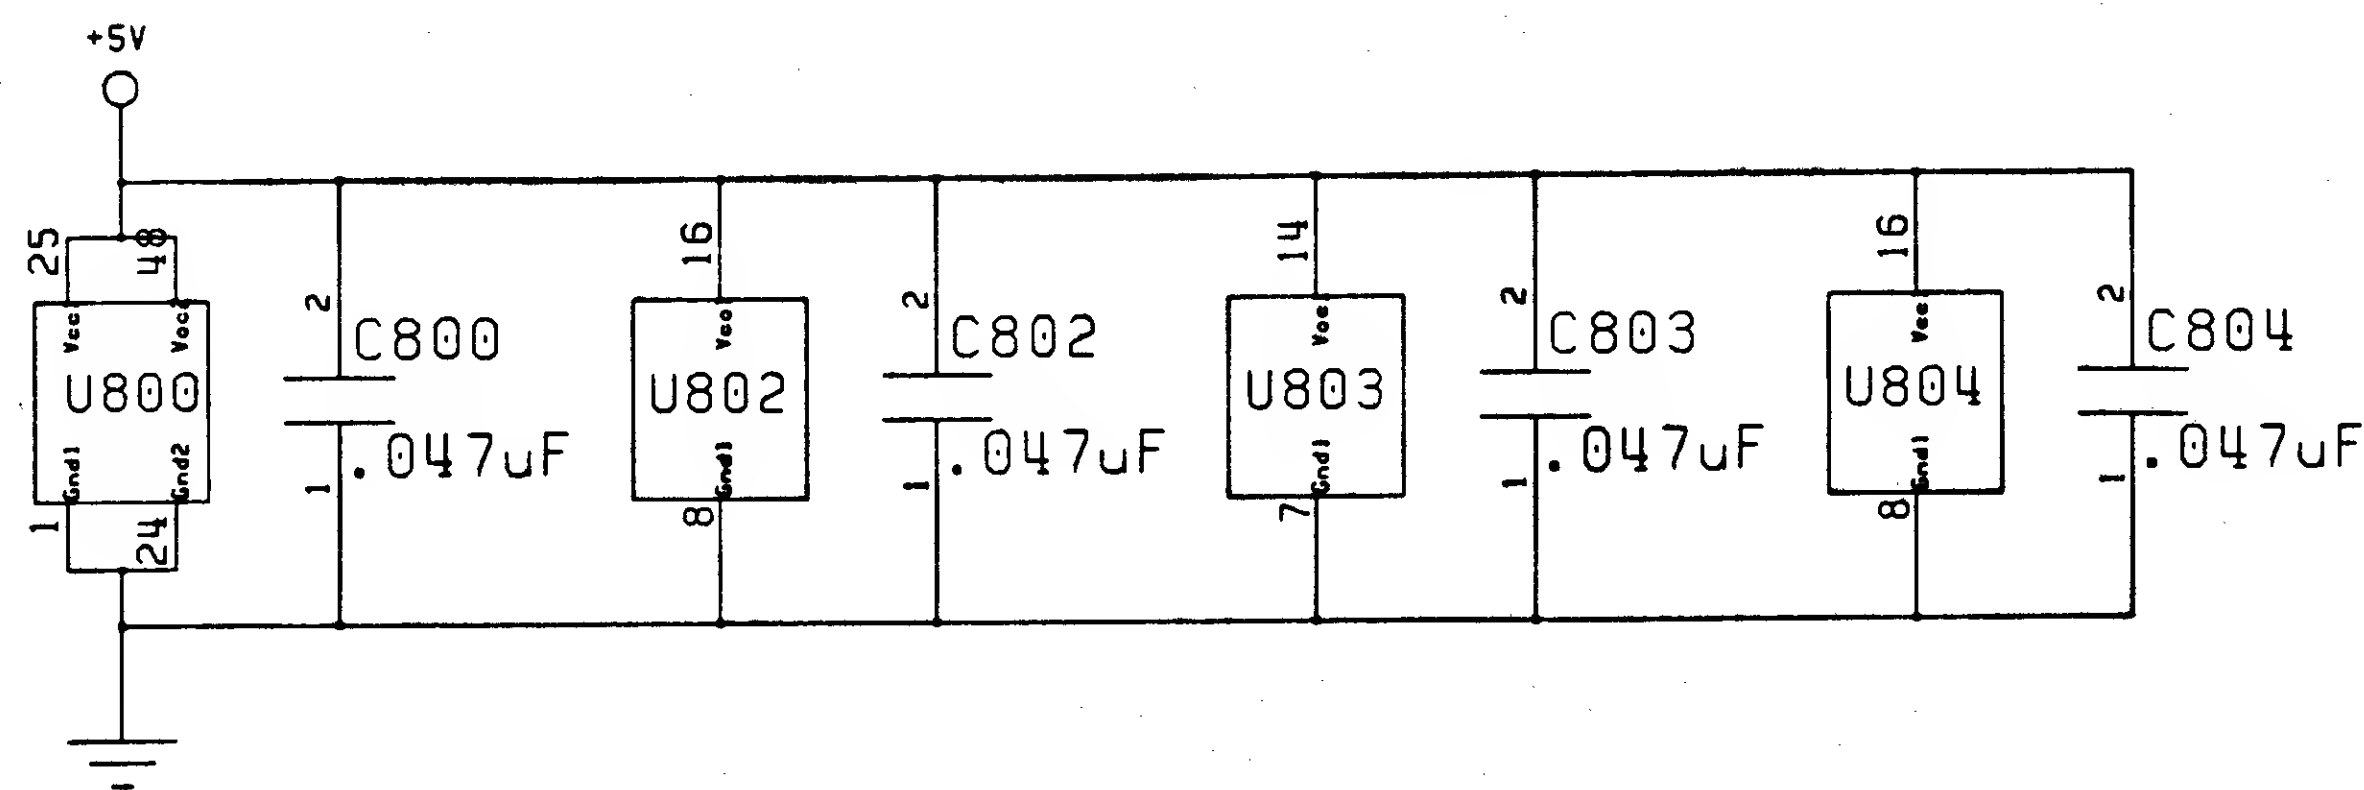 +5V
25
48
16
14
16
2
2
2
2
Vcc
Vcc
Vcc
Vcc
Vcc
C800
C802
C803
C804
U800
U802
U803
U804
.047uF
.047uF
.047uF
.047uF
Gnd1
Gnd2
Gnd1
Gnd1
Gnd1
1
1
1
1
1
24
8
7
8